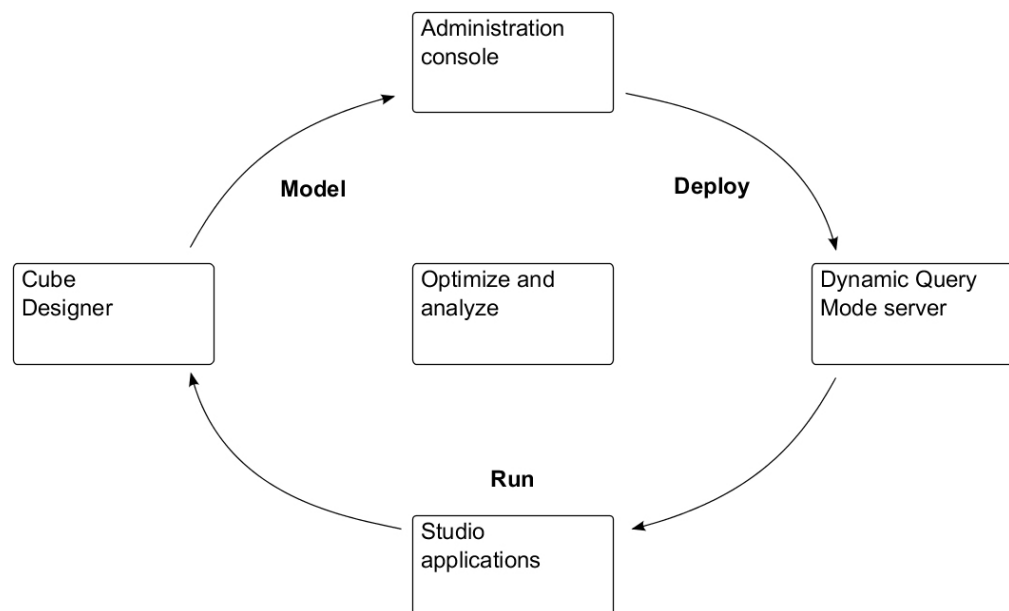 Administration
console
Model
Deploy
Cube
Designer
Optimize and
analyze
Dynamic Query
Mode server
Run
Studio
applications